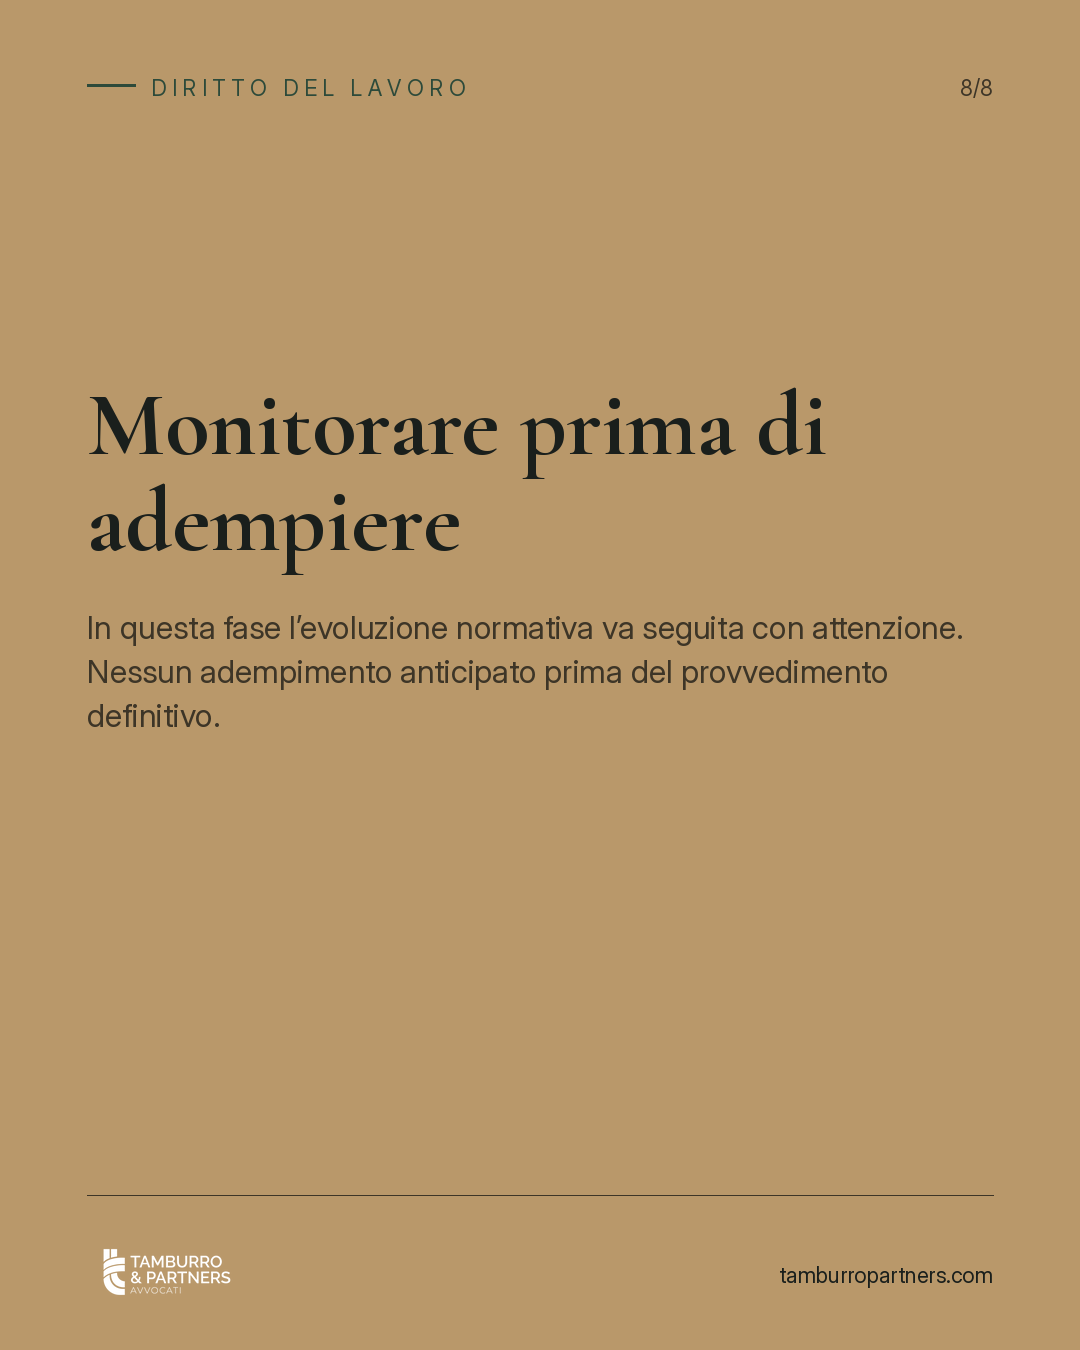 DIRITTO DEL LAVORO
8/8
Monitorare prima di
adempiere
In questa fase l’evoluzione normativa va seguita con attenzione.
Nessun adempimento anticipato prima del provvedimento
definitivo.
TAMBURRO
& PARTNERS
AVVOCATI
tamburropartners.com